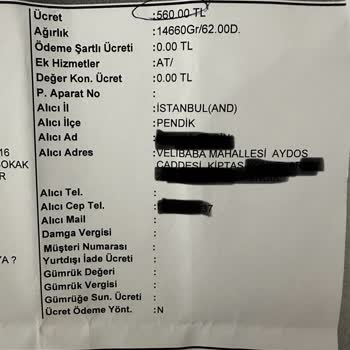 Ücret :560.00 TL
Ağırlık :14660Gr/62.00D.
Ödeme Şartlı Ücreti :0.00 TL
Ek Hizmetler :AT/
Değer Kon. Ücret :0.00 TL
P. Aparat No :
Alıcı İl :İSTANBUL(AND)
Alıcı İlçe :PENDİK
Alıcı Ad :
16
Alıcı Adres :VELİBABA MAHALLESİ AYDOS
SOKAK
CADDESİ KİPTAŞ
R
Alıcı Tel. :
Alıcı Cep Tel. :
Alıcı Mail :
Damga Vergisi :
Müşteri Numarası :
YA ?
Yurtdışı İade Ücreti :
Gümrük Değeri :
Gümrük Vergisi :
Gümrüğe Sun. Ücreti :
Ücret Ödeme Yönt. :N